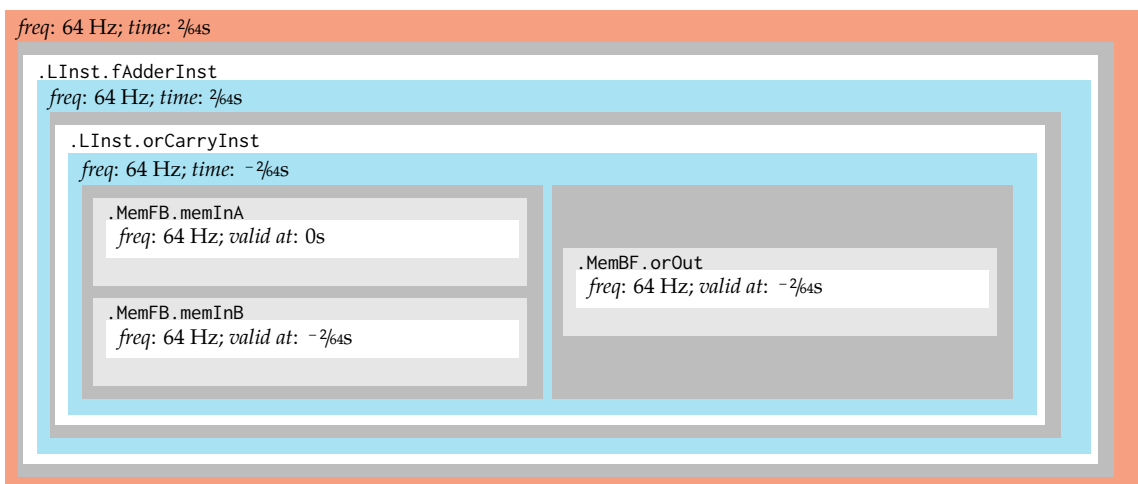 freq: 64 Hz; time: 2/64s
.LInst.fAdderInst
freq: 64 Hz; time: 2/64s
.LInst.orCarryInst
freq: 64 Hz; time: -2/64s
.MemFB.memInA
freq: 64 Hz; valid at: 0s
.MemFB.memInB
freq: 64 Hz; valid at: -2/64s
.MemBF.orOut
freq: 64 Hz; valid at: -2/64s